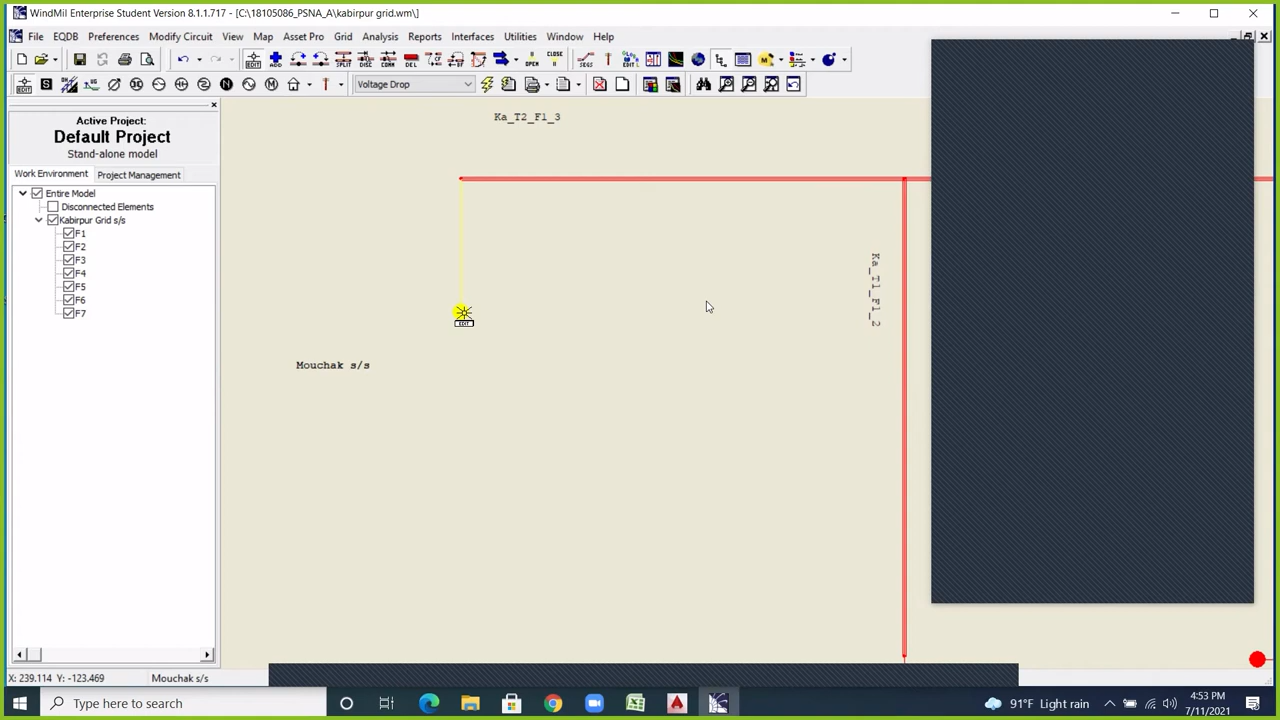 WindMil Enterprise Student Version 8.1.1.717 - [C:\18105086_PSNA_A\kabirpur grid.wm\]
File EQDB Preferences Modify Circuit View Map Asset Pro Grid Analysis Reports Interfaces Utilities Window Help
Voltage Drop
Active Project:
Default Project
Stand-alone model
Work Environment Project Management
Entire Model
Disconnected Elements
Kabirpur Grid s/s
F1
F2
F3
F4
F5
F6
F7
Ka_T2_F1_3
Ka_T1_F1_2
EDIT
Mouchak s/s
X: 239.114 Y: -123.469 Mouchak s/s
Type here to search
91°F Light rain
4:53 PM
7/11/2021